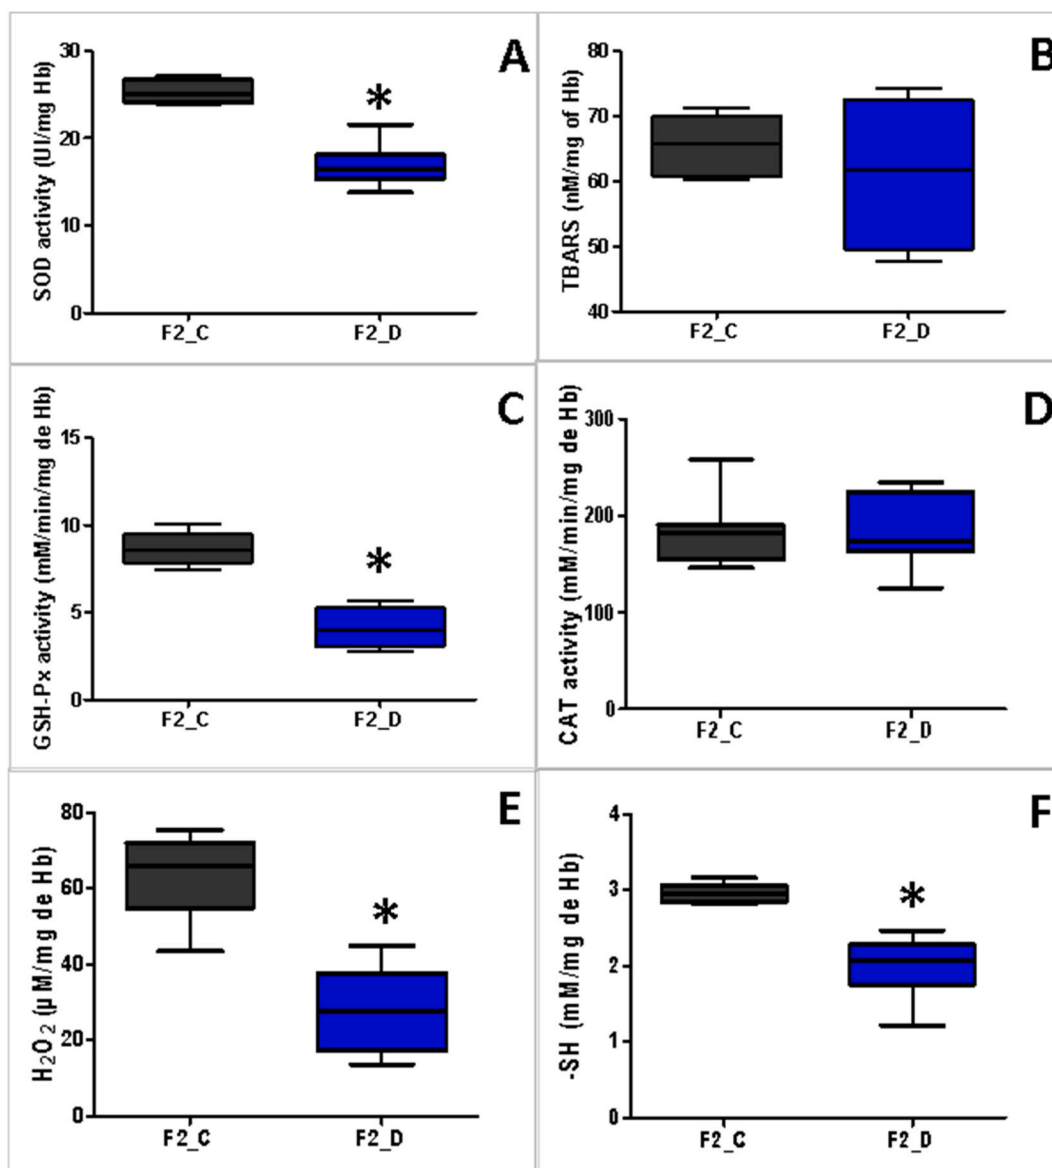 A
SOD activity (UI/mg Hb)
30
20
10
0
*
F2_C F2_D
B
TBARS (nM/mg of Hb)
80
70
60
50
40
F2_C F2_D
C
GSH-Px activity (mM/min/mg de Hb)
15
10
5
0
*
F2_C F2_D
D
CAT activity (mM/min/mg de Hb)
300
200
100
0
F2_C F2_D
E
H₂O₂ (µM/mg de Hb)
80
60
40
20
0
*
F2_C F2_D
F
-SH (mM/mg de Hb)
4
3
2
1
0
*
F2_C F2_D